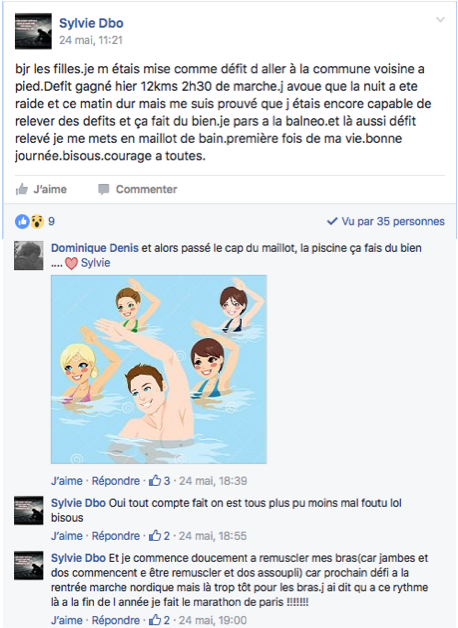 Sylvie Dbo
24 mai, 11:21
bjr les filles.je m étais mise comme défit d aller à la commune voisine a
pied.Defit gagné hier 12kms 2h30 de marche.j avoue que la nuit a ete
raide et ce matin dur mais me suis prouvé que j étais encore capable de
relever des defits et ça fait du bien.je pars a la balneo.et là aussi défit
relevé je me mets en maillot de bain.première fois de ma vie.bonne
journée.bisous.courage a toutes.
J'aime Commenter
9 Vu par 35 personnes
Dominique Denis et alors passé le cap du maillot, la piscine ça fais du bien
.... Sylvie
J'aime · Répondre · 3 · 24 mai, 18:39
Sylvie Dbo Oui tout compte fait on est tous plus pu moins mal foutu lol
bisous
J'aime · Répondre · 2 · 24 mai, 18:55
Sylvie Dbo Et je commence doucement a remuscler mes bras(car jambes et
dos commencent e être remuscler et dos assoupli) car prochain défi a la
rentrée marche nordique mais là trop tôt pour les bras.j ai dit qu a ce rythme
là a la fin de l année je fait le marathon de paris !!!!!!!
J'aime · Répondre · 2 · 24 mai, 19:00